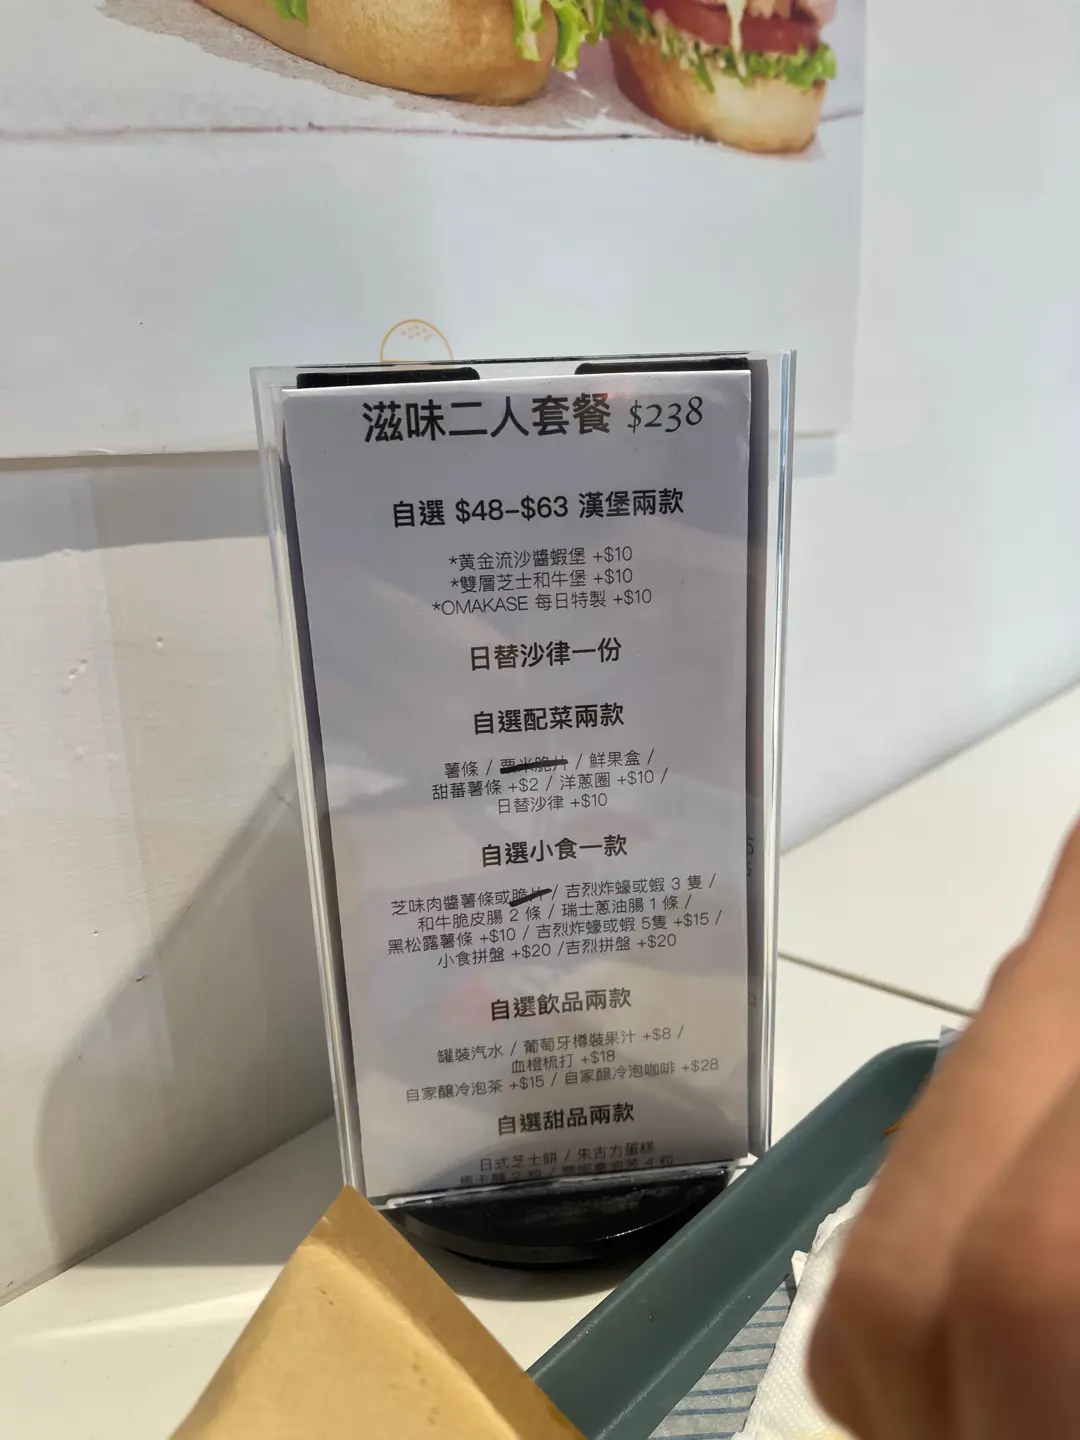 滋味二人套餐 $238
自選 $48-$63 漢堡兩款
*黃金流沙醬蝦堡 +$10
*雙層芝士和牛堡 +$10
*OMAKASE 每日特製 +$10
日替沙律一份
自選配菜兩款
薯條 / 粟米脆片 / 鮮果盒 /
甜蕃薯條 +$2 / 洋蔥圈 +$10 /
日替沙律 +$10
自選小食一款
芝味肉醬薯條或脆片 / 吉烈炸蠔或蝦 3 隻 /
和牛脆皮腸 2 條 / 瑞士蔥油腸 1 條 /
黑松露薯條 +$10 / 吉烈炸蠔或蝦 5隻 +$15 /
小食拼盤 +$20 /吉烈拼盤 +$20
自選飲品兩款
罐裝汽水 / 葡萄牙樽裝果汁 +$8 /
血橙梳打 +$18
自家釀冷泡茶 +$15 / 自家釀冷泡咖啡 +$28
自選甜品兩款
日式芝士餅 / 朱古力蛋糕
馬卡龍 2 粒 / 4 粒